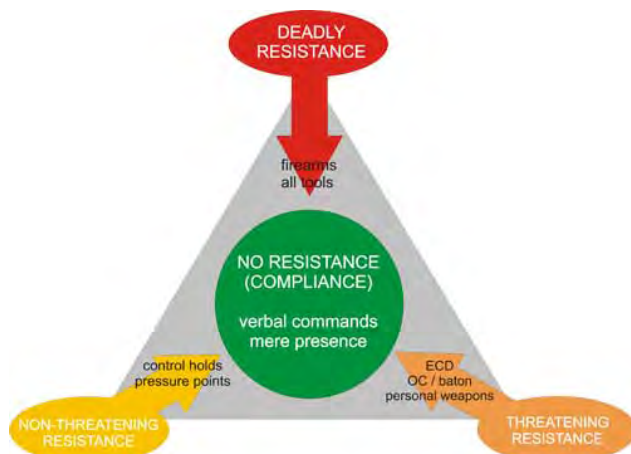 DEADLY
RESISTANCE
firearms
all tools
NO RESISTANCE
(COMPLIANCE)
verbal commands
mere presence
control holds
pressure points
ECD
OC / baton
personal weapons
NON-THREATENING
RESISTANCE
THREATENING
RESISTANCE